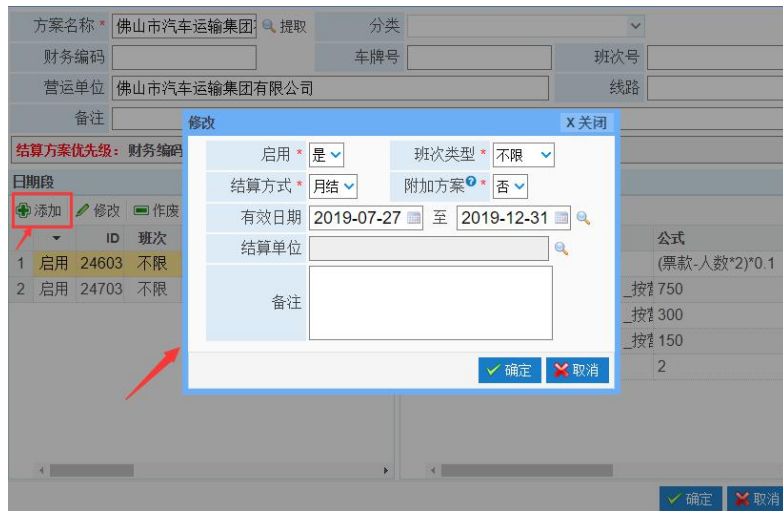 方案名称 * 佛山市汽车运输集团 提取 分类
财务编码 车牌号 班次号
营运单位 佛山市汽车运输集团有限公司 线路
备注
结算方案优先级： 财务编码
日期段
添加 修改 作废
ID 班次 公式
1 启用 24603 不限 (票款-人数*2)*0.1
2 启用 24703 不限 _按 750
_按 300
_按 150
2
修改 X 关闭
启用 * 是 班次类型 * 不限
结算方式 * 月结 附加方案 ? * 否
有效日期 2019-07-27 至 2019-12-31
结算单位
备注
确定 取消
确定 取消